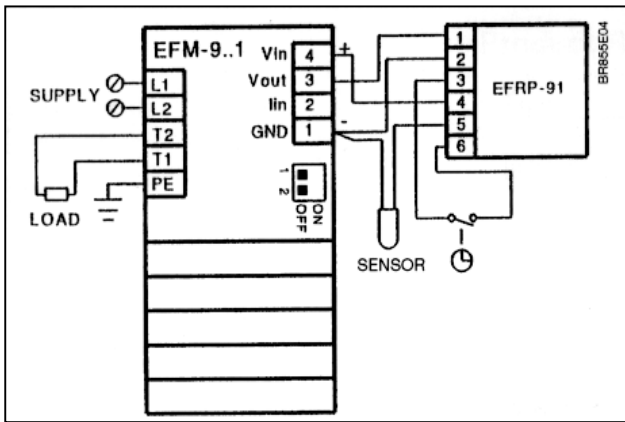 EFM-9..1
SUPPLY
L1
L2
T2
T1
PE
LOAD
Vin
4
+
Vout
3
Iin
2
GND
1
-
1
2
ON
OFF
SENSOR
1
2
3
4
5
6
EFRP-91
BR855E04